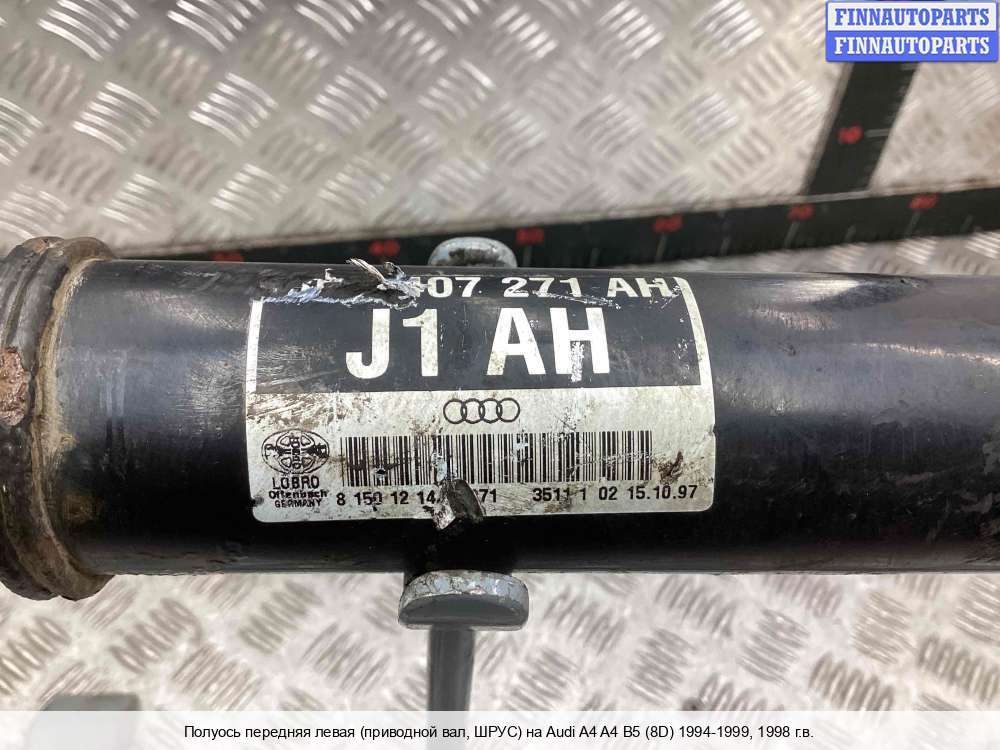 FINNAUTOPARTS
FINNAUTOPARTS
407 271 AH
J1 AH
LOBRO
Offenbach
GERMANY
8 150 12 14 71 3511 1 02 15.10.97
Полуось передняя левая (приводной вал, ШРУС) на Audi A4 A4 B5 (8D) 1994-1999, 1998 г.в.